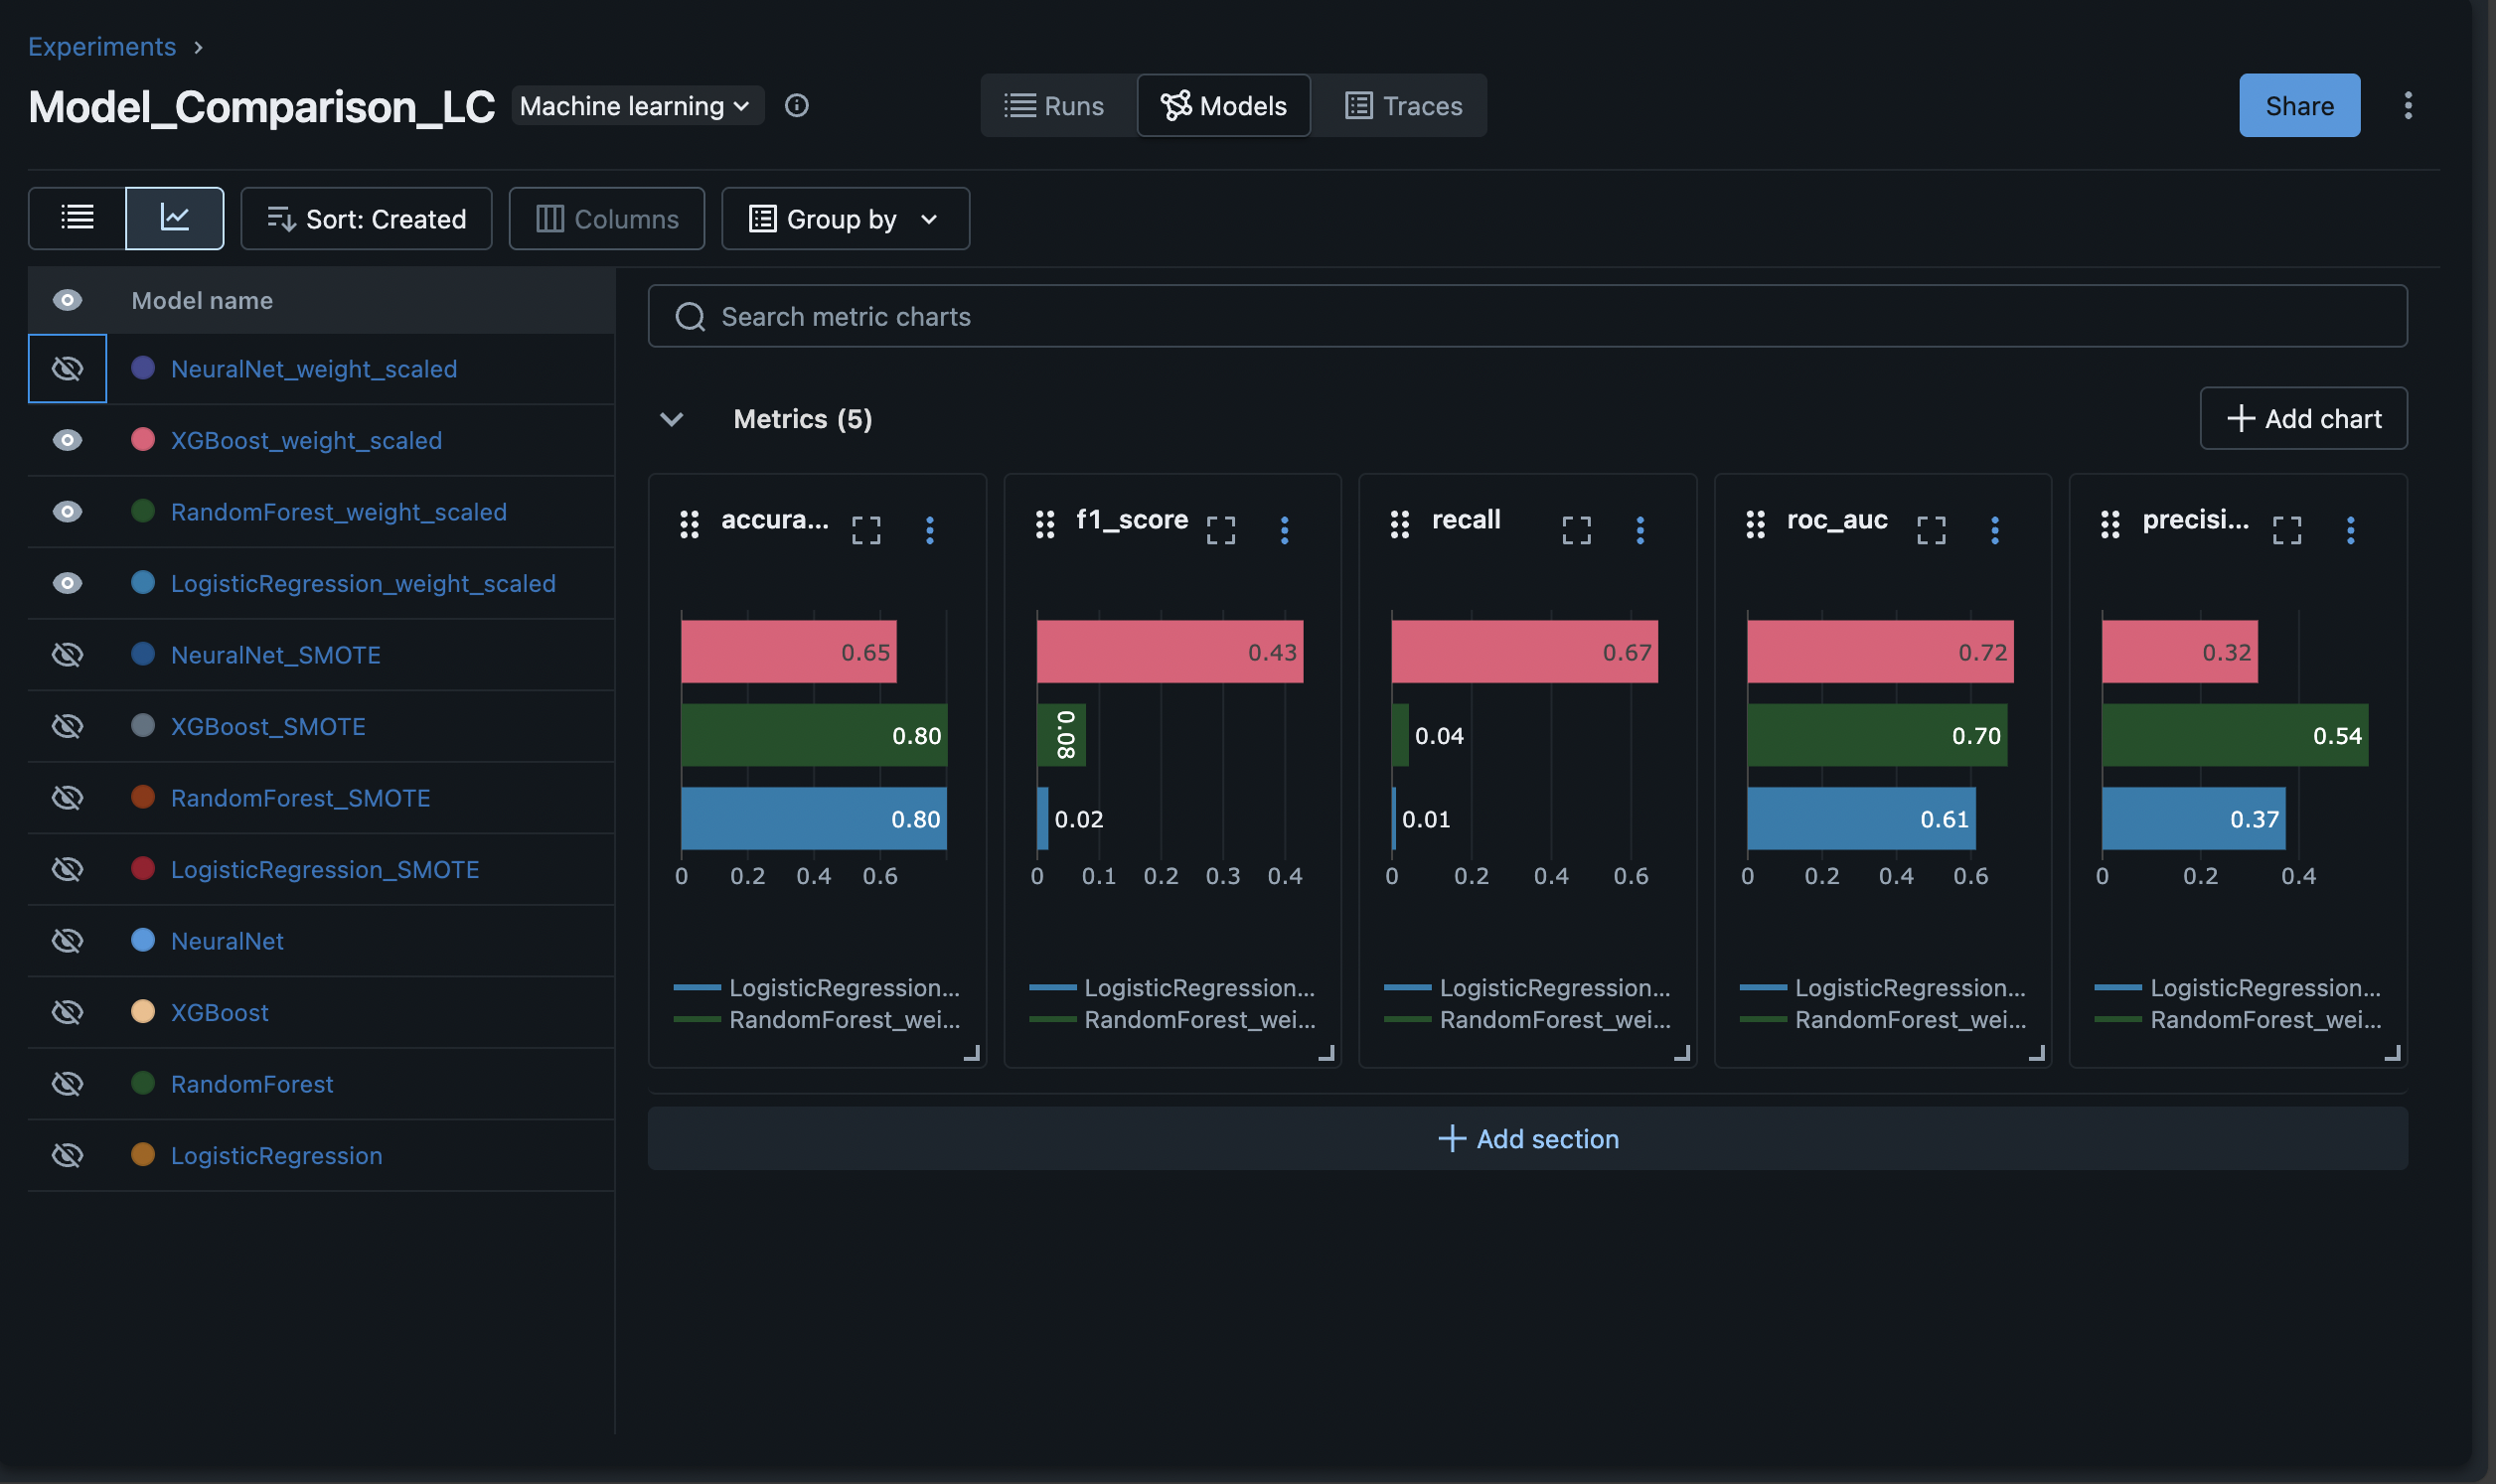 Experiments ›
Model_Comparison_LC Machine learning
Runs Models Traces
Share
Sort: Created Columns Group by
Model name
NeuralNet_weight_scaled
XGBoost_weight_scaled
RandomForest_weight_scaled
LogisticRegression_weight_scaled
NeuralNet_SMOTE
XGBoost_SMOTE
RandomForest_SMOTE
LogisticRegression_SMOTE
NeuralNet
XGBoost
RandomForest
LogisticRegression
Search metric charts
Metrics (5)
Add chart
accura...
0.65
0.80
0.80
0 0.2 0.4 0.6
LogisticRegression...
RandomForest_wei...
f1_score
0.43
0.08
0.02
0 0.1 0.2 0.3 0.4
LogisticRegression...
RandomForest_wei...
recall
0.67
0.04
0.01
0 0.2 0.4 0.6
LogisticRegression...
RandomForest_wei...
roc_auc
0.72
0.70
0.61
0 0.2 0.4 0.6
LogisticRegression...
RandomForest_wei...
precisi...
0.32
0.54
0.37
0 0.2 0.4
LogisticRegression...
RandomForest_wei...
Add section